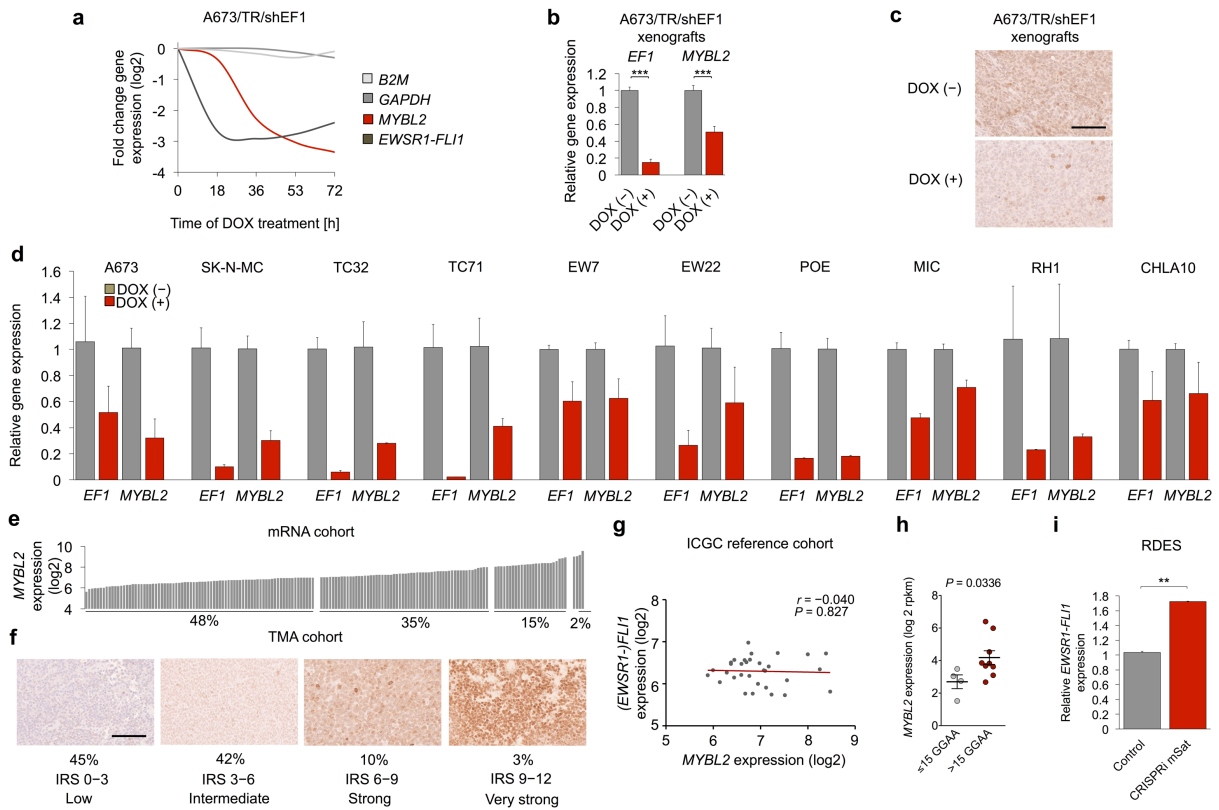 a
A673/TR/shEF1
Fold change gene
expression (log2)
0
-1
-2
-3
-4
0 18 36 53 72
Time of DOX treatment [h]
B2M
GAPDH
MYBL2
EWSR1-FLI1
b
A673/TR/shEF1
xenografts
EF1 MYBL2
*** ***
Relative gene expression
1.2
1
0.8
0.6
0.4
0.2
0
DOX (−)
DOX (+)
DOX (−)
DOX (+)
c
A673/TR/shEF1
xenografts
DOX (−)
DOX (+)
d
A673 SK-N-MC TC32 TC71 EW7 EW22 POE MIC RH1 CHLA10
DOX (−)
DOX (+)
Relative gene expression
1.6
1.4
1.2
1
0.8
0.6
0.4
0.2
0
EF1 MYBL2 EF1 MYBL2 EF1 MYBL2 EF1 MYBL2 EF1 MYBL2 EF1 MYBL2 EF1 MYBL2 EF1 MYBL2 EF1 MYBL2 EF1 MYBL2
e
mRNA cohort
MYBL2
expression
(log2)
10
8
6
4
48% 35% 15% 2%
f
TMA cohort
45% 42% 10% 3%
IRS 0−3 IRS 3−6 IRS 6−9 IRS 9−12
Low Intermediate Strong Very strong
g
ICGC reference cohort
r = −0.040
P = 0.827
(EWSR1-)FLI1
expression (log2)
8
7
6
5
5 6 7 8 9
MYBL2 expression (log2)
h
P = 0.0336
MYBL2 expression (log 2 rpkm)
8
6
4
2
0
≤15 GGAA
>15 GGAA
i
RDES
**
Relative EWSR1-FLI1
expression
1.8
1.6
1.4
1.2
1
0.8
0.6
0.4
0.2
0
Control
CRISPRi mSat